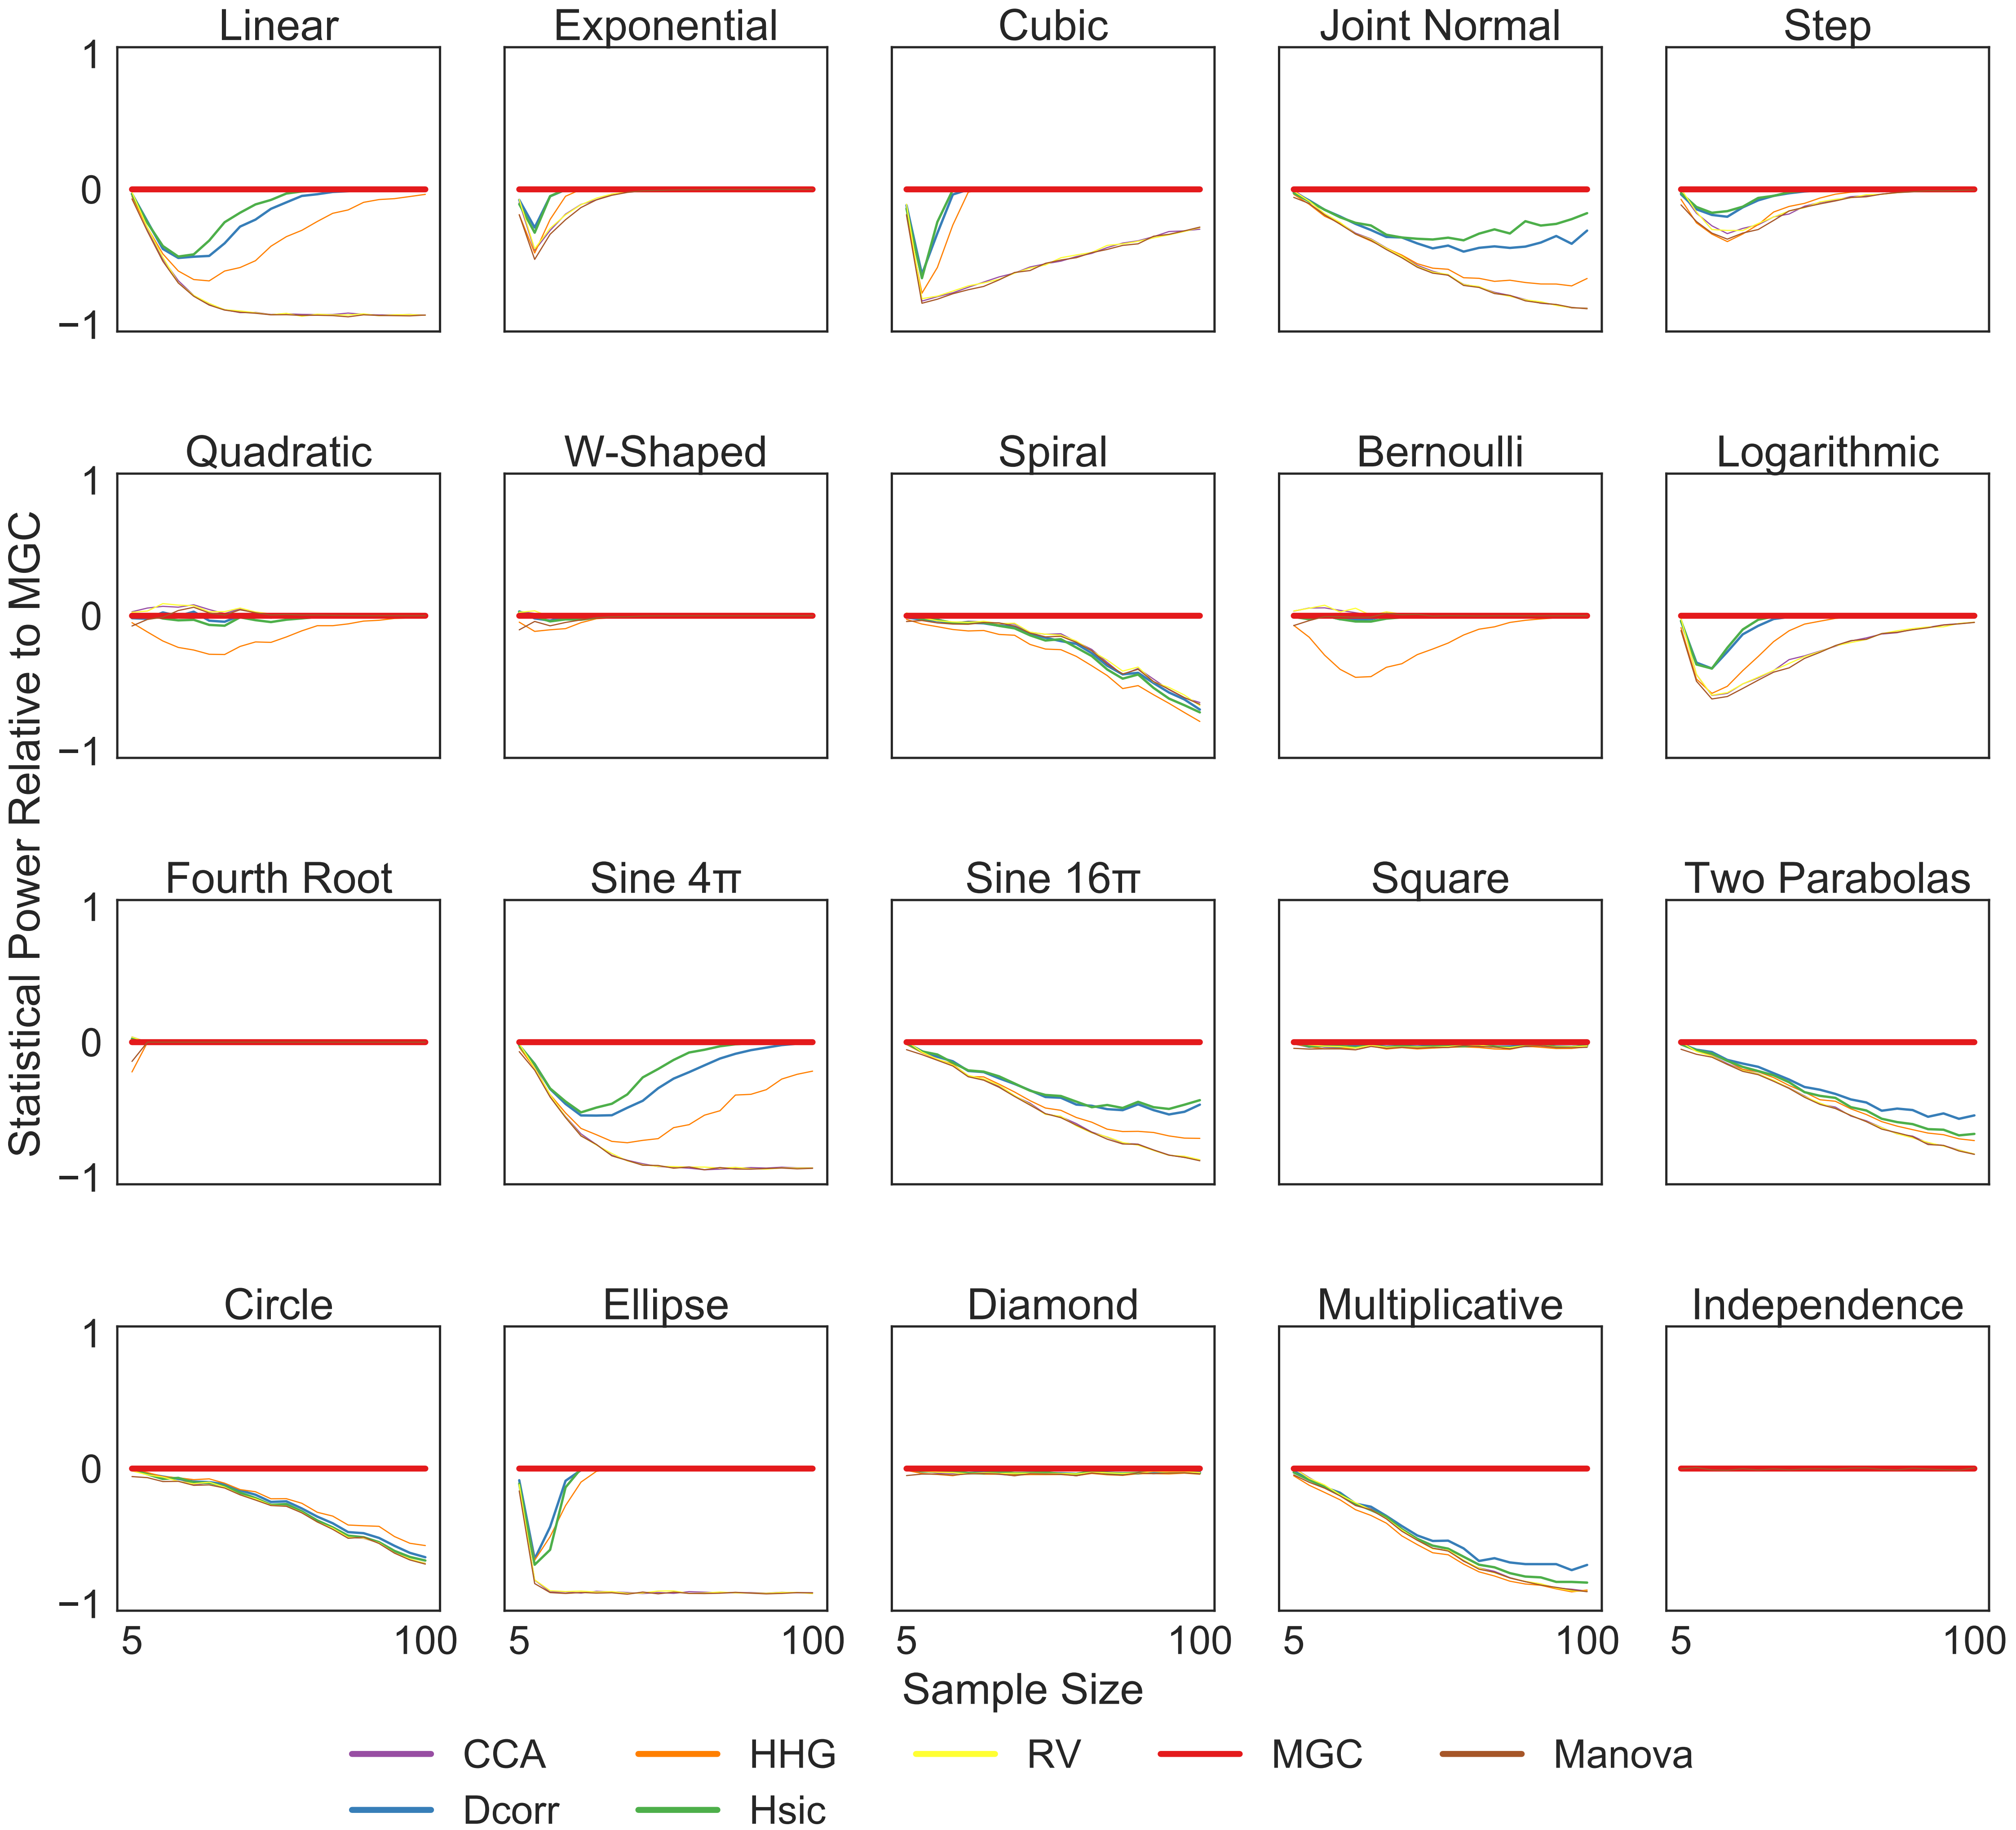 Linear Exponential Cubic Joint Normal Step
1
0
−1
Quadratic W-Shaped Spiral Bernoulli Logarithmic
1
0
−1
Statistical Power Relative to MGC
Fourth Root Sine 4π Sine 16π Square Two Parabolas
1
0
−1
Circle Ellipse Diamond Multiplicative Independence
1
0
−1
5 100 5 100 5 100 5 100 5 100
Sample Size
CCA HHG RV MGC Manova
Dcorr Hsic